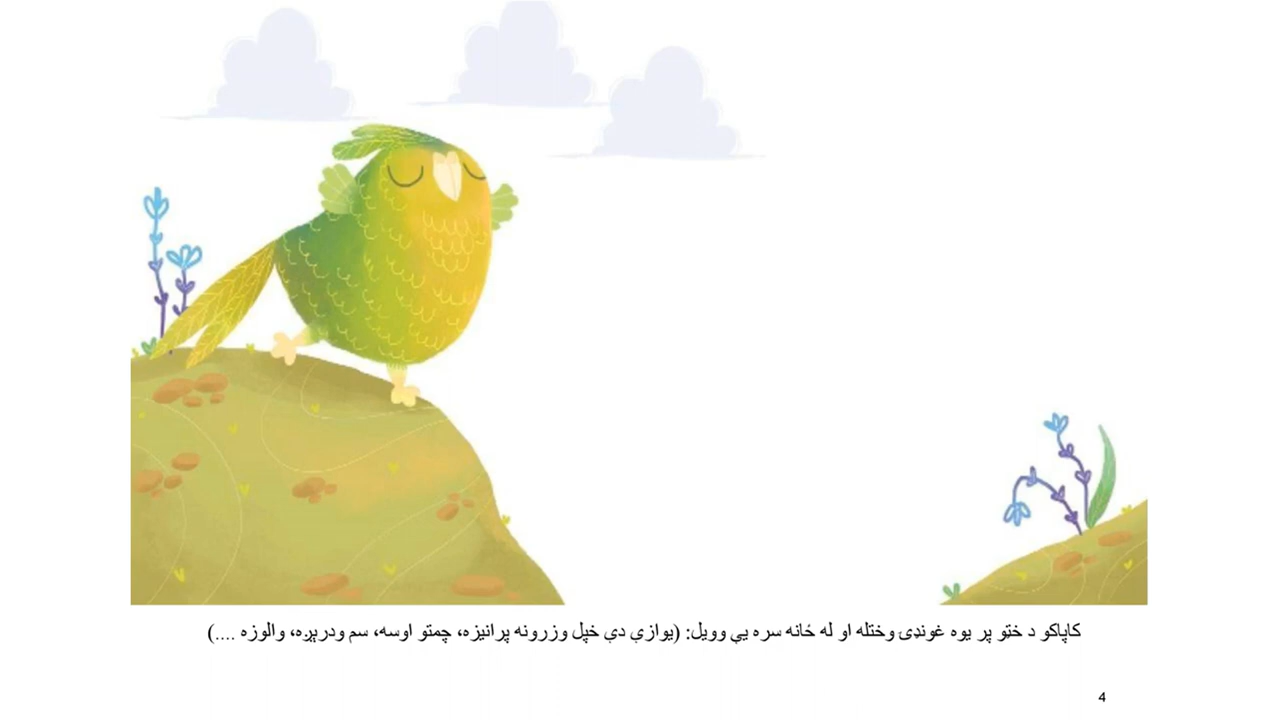 کاپاکو د ختو پر یوه غونډۍ وختله او له ځانه سره یې وویل: (یوازې دې خپل وزرونه پرانیزه، چمتو اوسه، سم ودرېږه، والوزه ....)
4